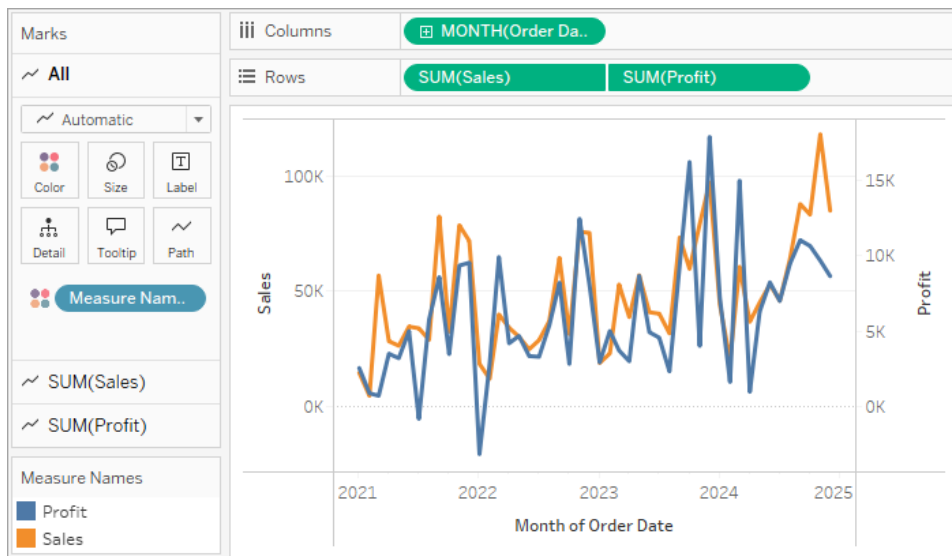 Marks
All
Automatic
Color
Size
Label
Detail
Tooltip
Path
Measure Nam..
SUM(Sales)
SUM(Profit)
Measure Names
Profit
Sales
Columns
MONTH(Order Da..
Rows
SUM(Sales)
SUM(Profit)
Sales
100K
50K
0K
15K
10K
5K
0K
Profit
2021
2022
2023
2024
2025
Month of Order Date